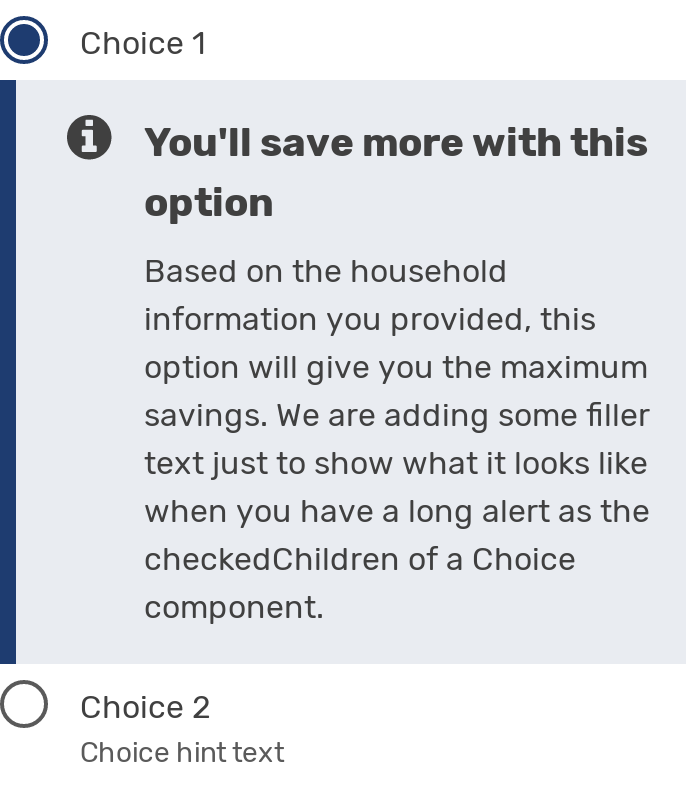 Choice 1
You'll save more with this
option
Based on the household
information you provided, this
option will give you the maximum
savings. We are adding some filler
text just to show what it looks like
when you have a long alert as the
checkedChildren of a Choice
component.
Choice 2
Choice hint text